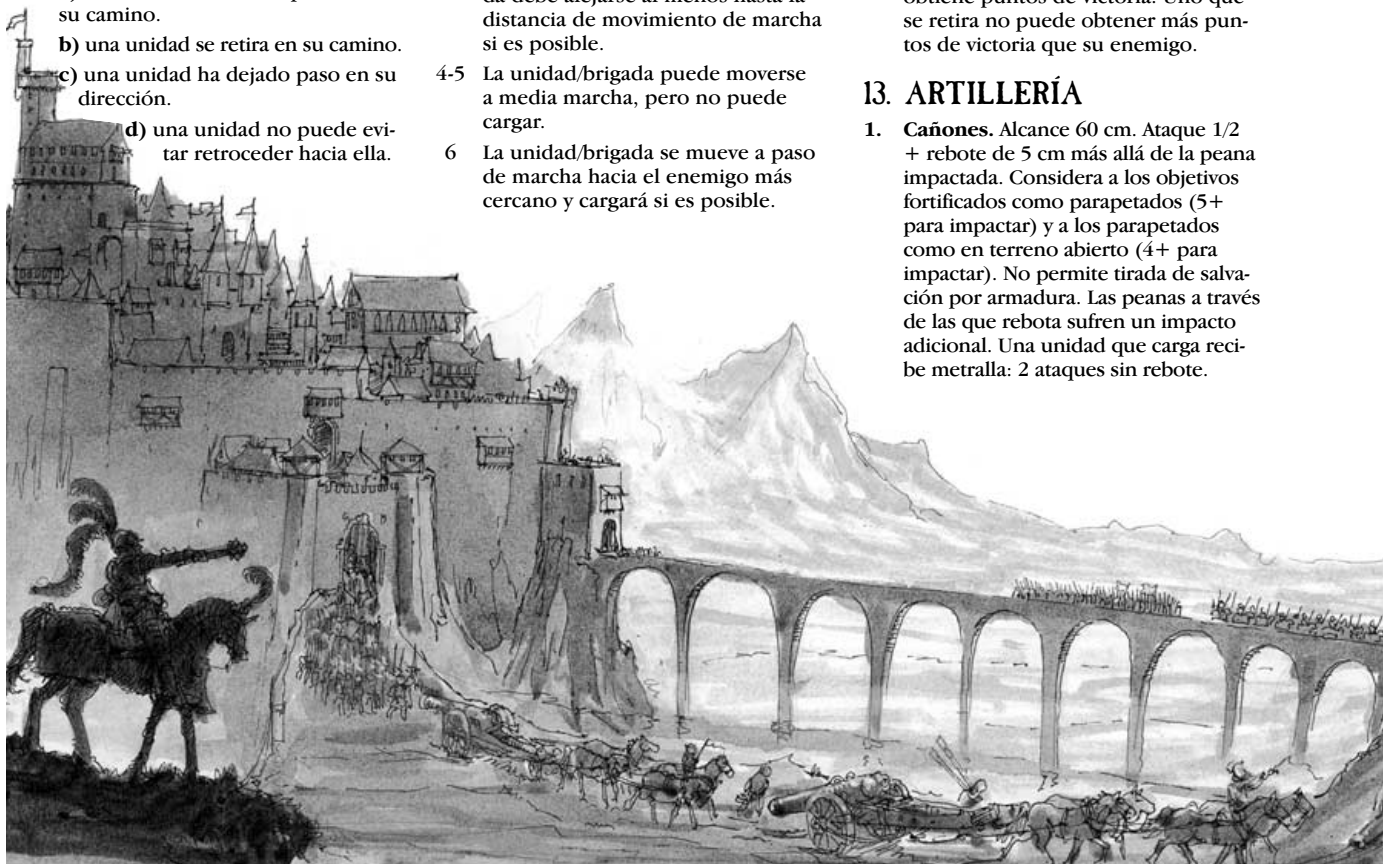 su camino.
b) una unidad se retira en su camino.
c) una unidad ha dejado paso en su
dirección.
d) una unidad no puede evi-
tar retroceder hacia ella.
da debe alejarse al menos hasta la
distancia de movimiento de marcha
si es posible.
4-5 La unidad/brigada puede moverse
a media marcha, pero no puede
cargar.
6 La unidad/brigada se mueve a paso
de marcha hacia el enemigo más
cercano y cargará si es posible.
obtiene puntos de victoria. Uno que
se retira no puede obtener más pun-
tos de victoria que su enemigo.
13. ARTILLERÍA
1. Cañones. Alcance 60 cm. Ataque 1/2
+ rebote de 5 cm más allá de la peana
impactada. Considera a los objetivos
fortificados como parapetados (5+
para impactar) y a los parapetados
como en terreno abierto (4+ para
impactar). No permite tirada de salva-
ción por armadura. Las peanas a través
de las que rebota sufren un impacto
adicional. Una unidad que carga reci-
be metralla: 2 ataques sin rebote.